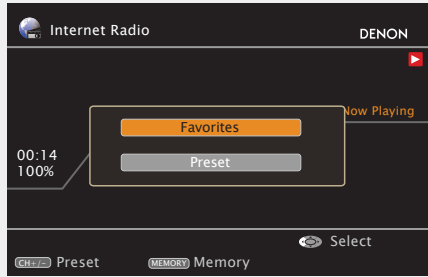 Internet Radio
DENON
Now Playing
Favorites
Preset
00:14
100%
Select
CH+/- Preset
MEMORY Memory